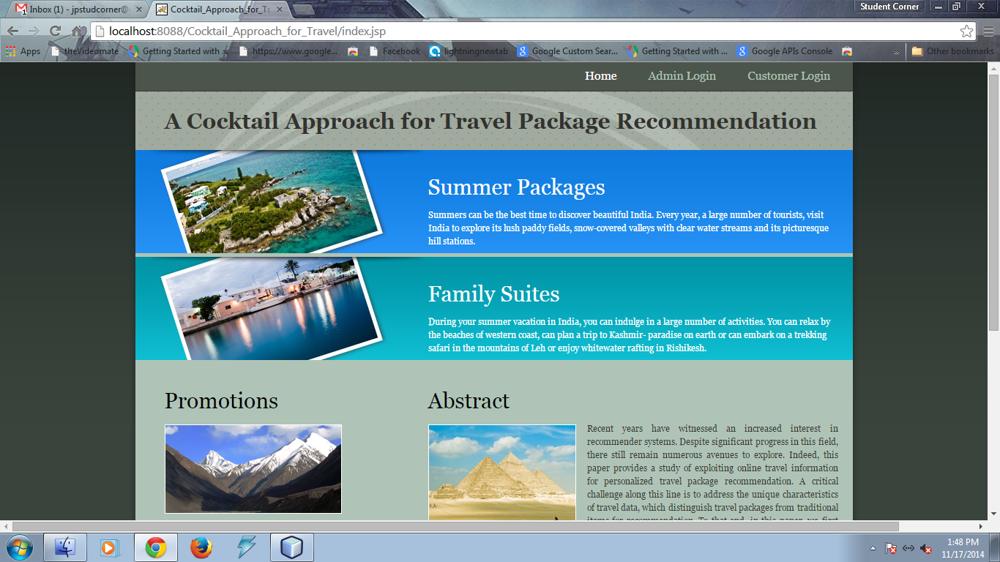 Inbox (1) - jpstudcorner@
Cocktail_Approach_for_Tr
Student Corner
localhost:8088/Cocktail_Approach_for_Travel/index.jsp
Apps
theVideomate
Getting Started with ...
https://www.google...
Facebook
lightningnewtab
Google Custom Sear...
Getting Started with ...
Google APIs Console
»
Other bookmarks
Home
Admin Login
Customer Login
A Cocktail Approach for Travel Package Recommendation
Summer Packages
Summers can be the best time to discover beautiful India. Every year, a large number of tourists, visit
India to explore its lush paddy fields, snow-covered valleys with clear water streams and its picturesque
hill stations.
Family Suites
During your summer vacation in India, you can indulge in a large number of activities. You can relax by
the beaches of western coast, can plan a trip to Kashmir- paradise on earth or can embark on a trekking
safari in the mountains of Leh or enjoy whitewater rafting in Rishikesh.
Promotions
Abstract
Recent years have witnessed an increased interest in
recommender systems. Despite significant progress in this field,
there still remain numerous avenues to explore. Indeed, this
paper provides a study of exploiting online travel information
for personalized travel package recommendation. A critical
challenge along this line is to address the unique characteristics
of travel data, which distinguish travel packages from traditional
items for recommendation. To that end, in this paper, we first
1:48 PM
11/17/2014